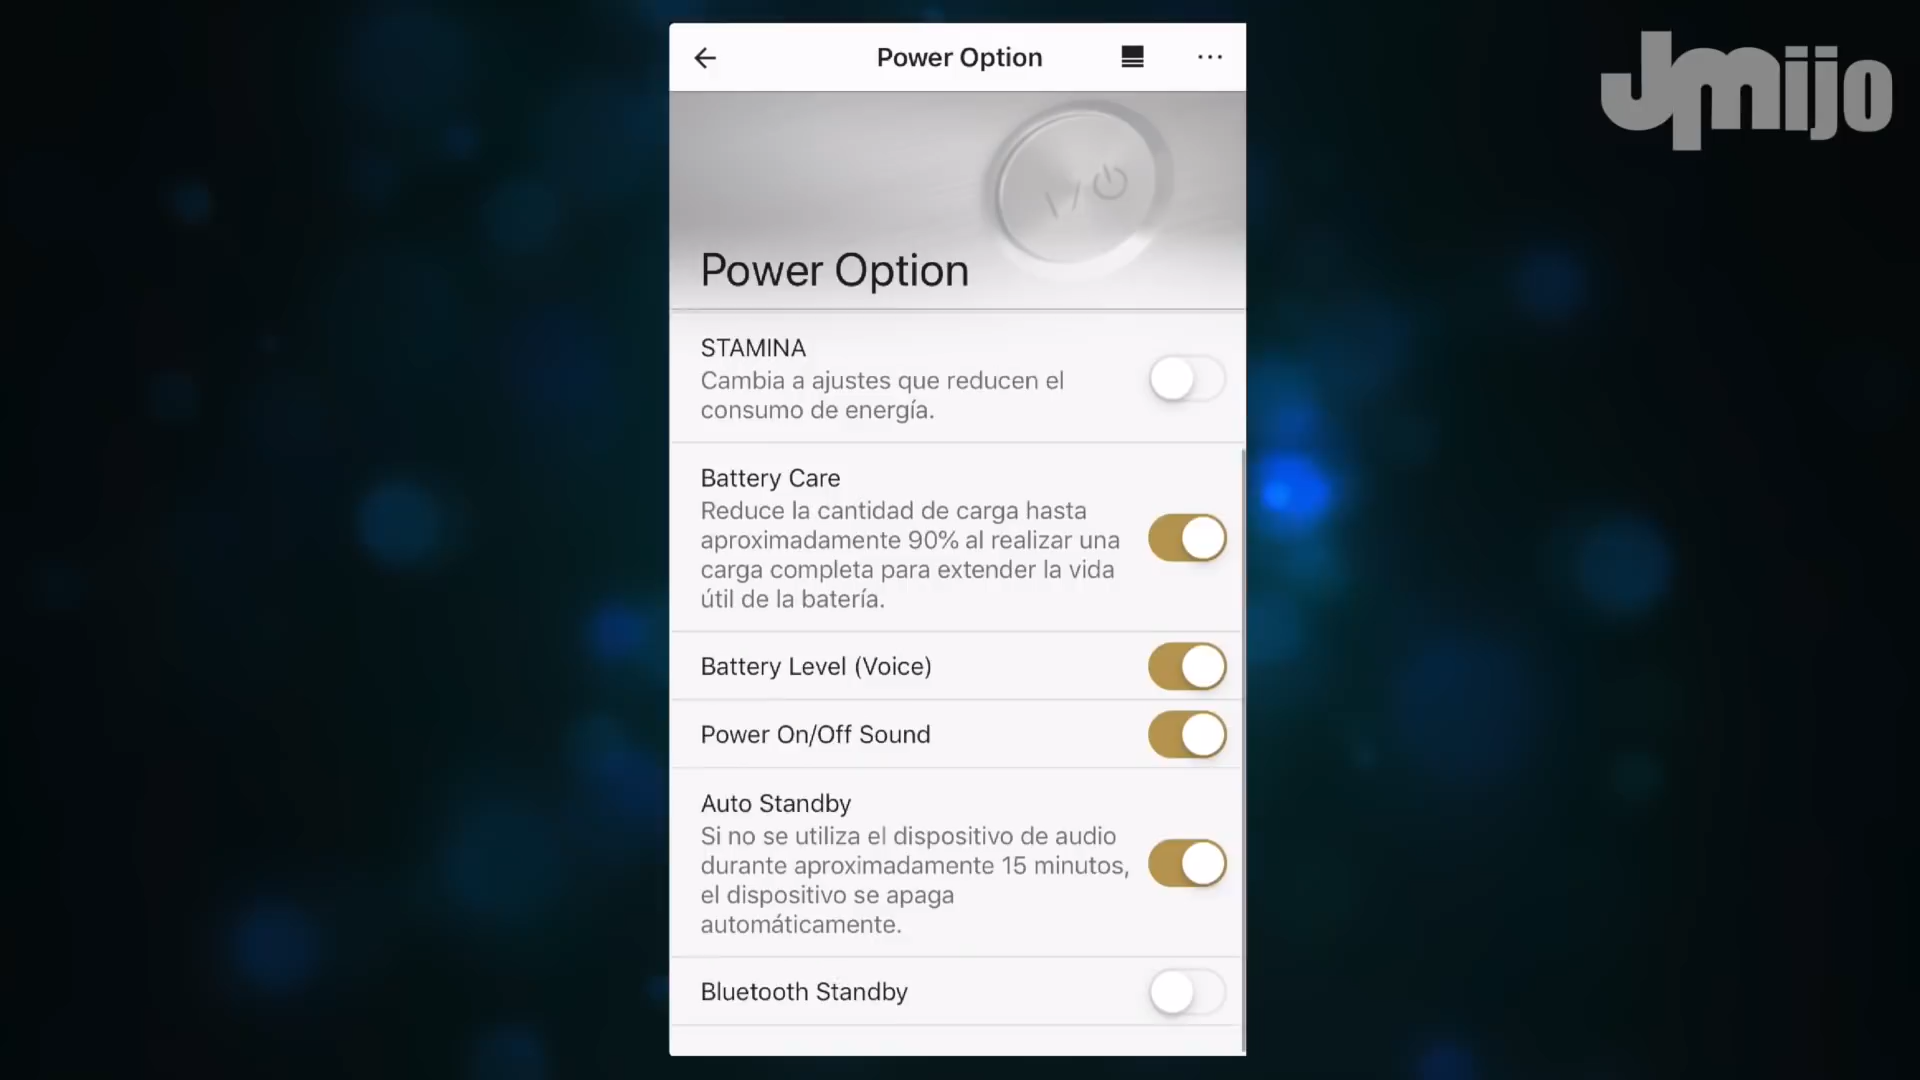 Power Option
Jmijo
Power Option
STAMINA
Cambia a ajustes que reducen el
consumo de energía.
Battery Care
Reduce la cantidad de carga hasta
aproximadamente 90% al realizar una
carga completa para extender la vida
útil de la batería.
Battery Level (Voice)
Power On/Off Sound
Auto Standby
Si no se utiliza el dispositivo de audio
durante aproximadamente 15 minutos,
el dispositivo se apaga
automáticamente.
Bluetooth Standby